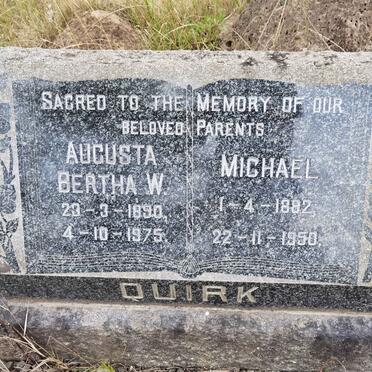 SACRED TO THE MEMORY OF OUR
BELOVED PARENTS
AUGUSTA
BERTHA W.
23-3-1890.
4-10-1975.
MICHAEL
1-4-1882.
22-11-1950.
QUIRK